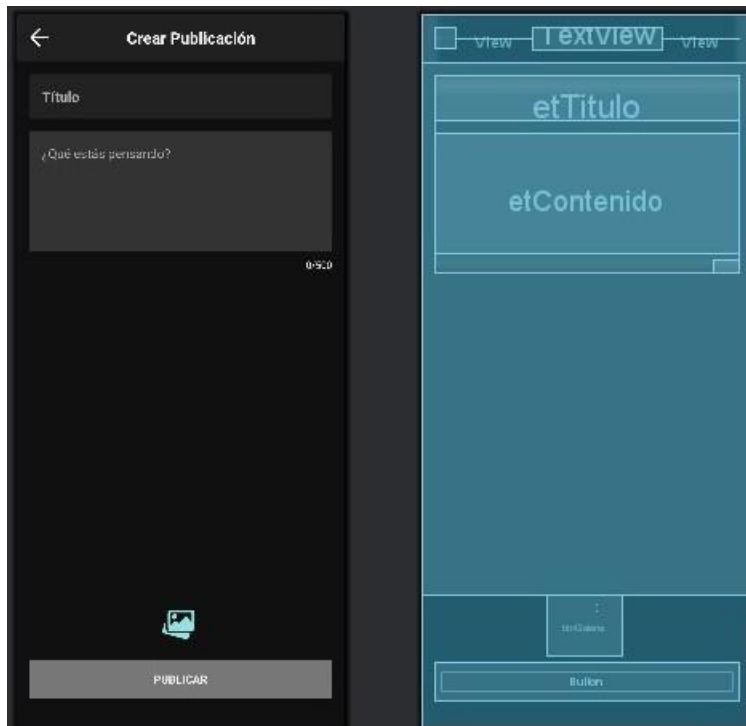 Crear Publicación
Título
¿Qué estás pensando?
0/500
PUBLICAR
View TextView View
etTitulo
etContenido
Button